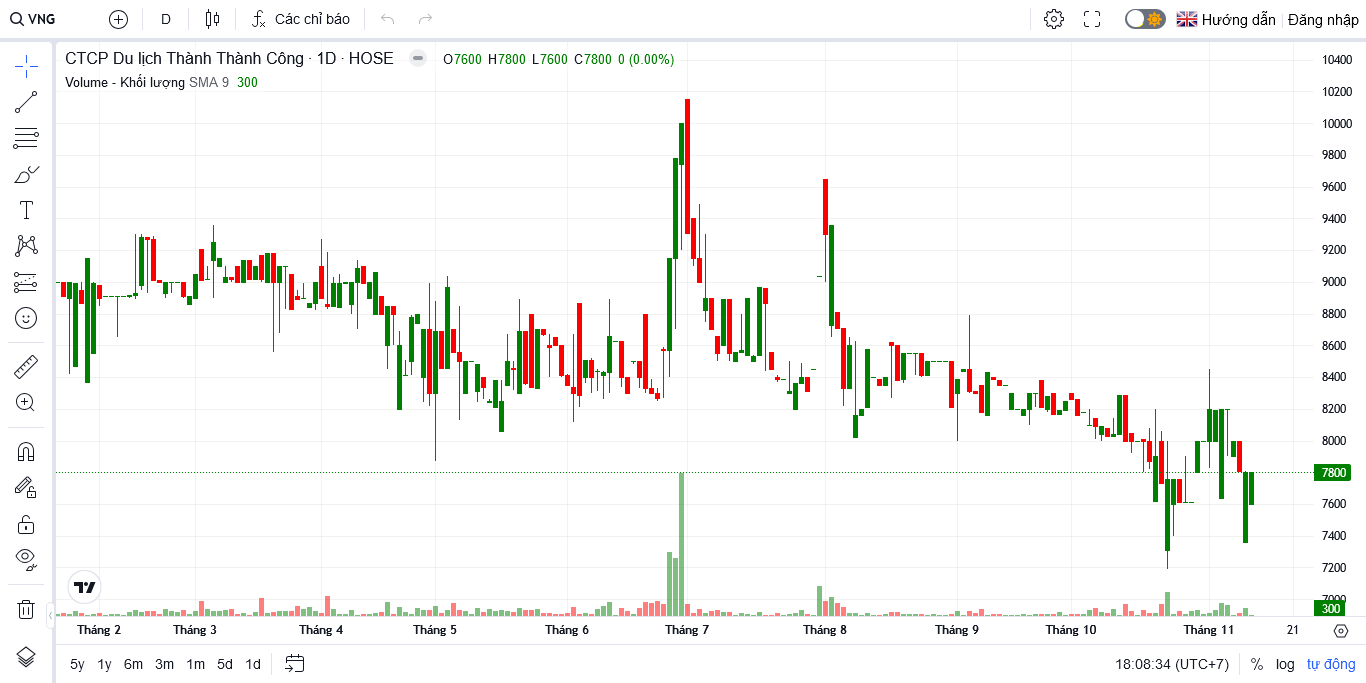 VNG
D
Các chỉ báo
Hướng dẫn
Đăng nhập
CTCP Du lịch Thành Thành Công · 1D · HOSE
O7600 H7800 L7600 C7800 0 (0.00%)
Volume - Khối lượng SMA 9 300
10400
10200
10000
9800
9600
9400
9200
9000
8800
8600
8400
8200
8000
7800
7600
7400
7200
7000
300
Tháng 2
Tháng 3
Tháng 4
Tháng 5
Tháng 6
Tháng 7
Tháng 8
Tháng 9
Tháng 10
Tháng 11
21
5y 1y 6m 3m 1m 5d 1d
18:08:34 (UTC+7)
% log tự động